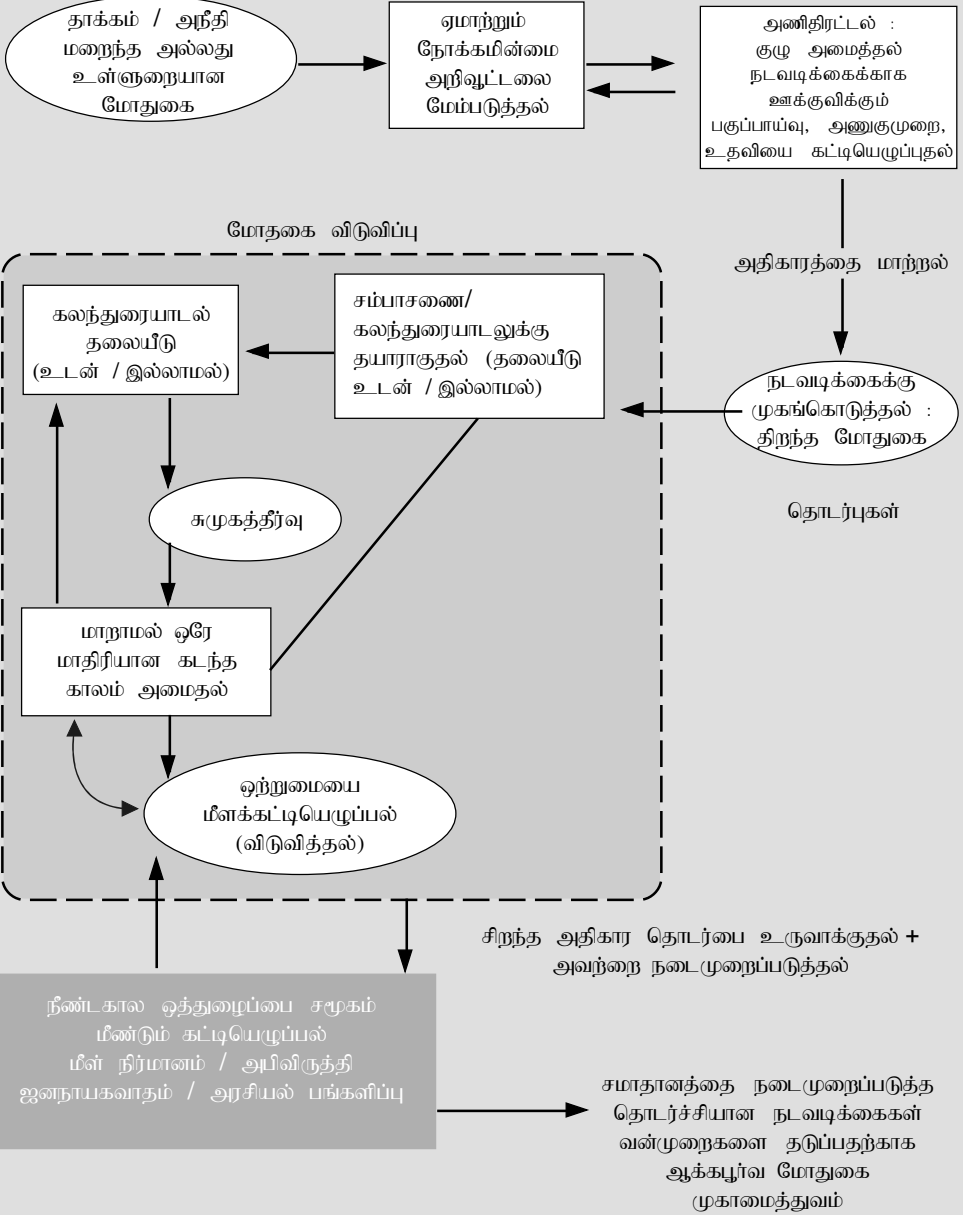 தாக்கம் / அநீதி
மறைந்த அல்லது
உள்ளுறையான
மோதுகை
ஏமாற்றும்
நோக்கமின்மை
அறிவூட்டலை
மேம்படுத்தல்
அணிதிரட்டல் :
குழு அமைத்தல்
நடவடிக்கைக்காக
ஊக்குவிக்கும்
பகுப்பாய்வு, அணுகுமுறை,
உதவியை கட்டியெழுப்புதல்
மோதகை விடுவிப்பு
அதிகாரத்தை மாற்றல்
கலந்துரையாடல்
தலையீடு
(உடன் / இல்லாமல்)
சம்பாசணை/
கலந்துரையாடலுக்கு
தயாராகுதல் (தலையீடு
உடன் / இல்லாமல்)
நடவடிக்கைக்கு
முகங்கொடுத்தல் :
திறந்த மோதுகை
தொடர்புகள்
சுமுகத்தீர்வு
மாறாமல் ஒரே
மாதிரியான கடந்த
காலம் அமைதல்
ஒற்றுமையை
மீளக்கட்டியெழுப்பல்
(விடுவித்தல்)
சிறந்த அதிகார தொடர்பை உருவாக்குதல் +
அவற்றை நடைமுறைப்படுத்தல்
நீண்டகால ஒத்துழைப்பை சமூகம்
மீண்டும் கட்டியெழுப்பல்
மீள் நிர்மானம் / அபிவிருத்தி
ஜனநாயகவாதம் / அரசியல் பங்களிப்பு
சமாதானத்தை நடைமுறைப்படுத்த
தொடர்ச்சியான நடவடிக்கைகள்
வன்முறைகளை தடுப்பதற்காக
ஆக்கபூர்வ மோதுகை
முகாமைத்துவம்